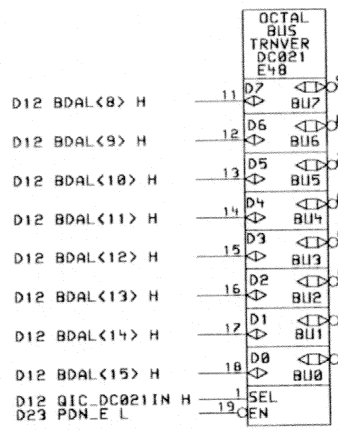 OCTAL
BUS
TRNVER
DC021
E48
D7
D12 BDAL<8> H 11 BU7
D6
D12 BDAL<9> H 12 BU6
D5
D12 BDAL<10> H 13 BU5
D4
D12 BDAL<11> H 14 BU4
D3
D12 BDAL<12> H 15 BU3
D2
D12 BDAL<13> H 16 BU2
D1
D12 BDAL<14> H 17 BU1
D0
D12 BDAL<15> H 18 BU0
D12 QIC_DC021IN H 1 SEL
D23 PDN_E L 19 EN